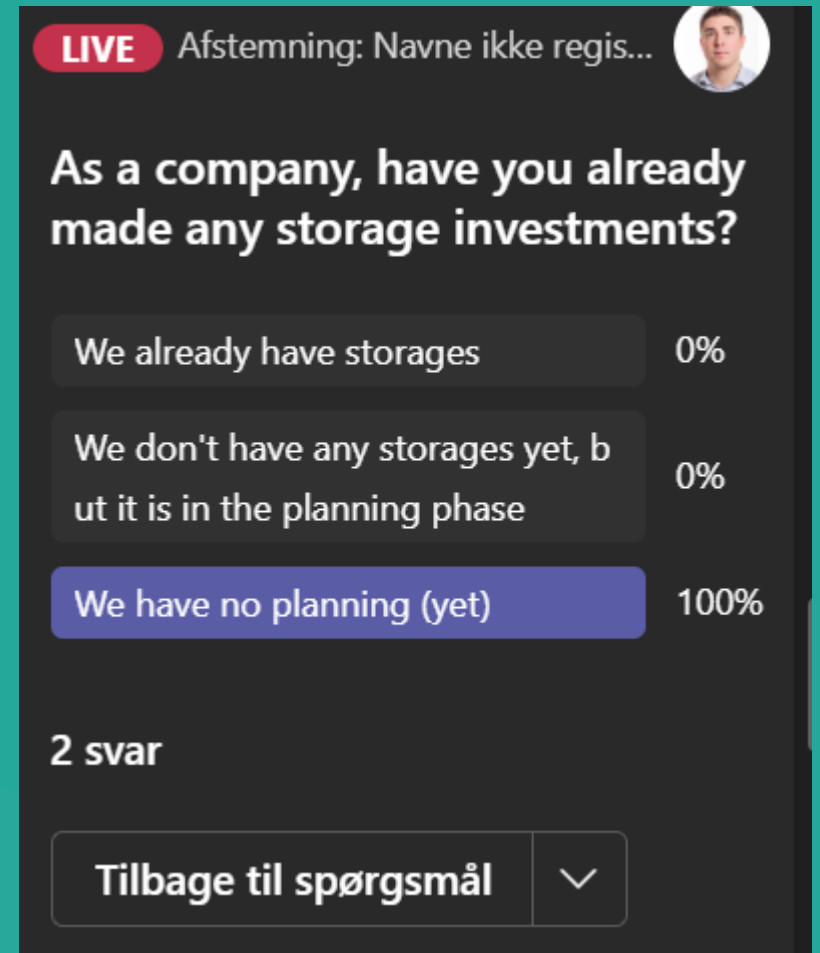 LIVE Afstemning: Navne ikke regis...
As a company, have you already
made any storage investments?
We already have storages 0%
We don't have any storages yet, b
ut it is in the planning phase 0%
We have no planning (yet) 100%
2 svar
Tilbage til spørgsmål